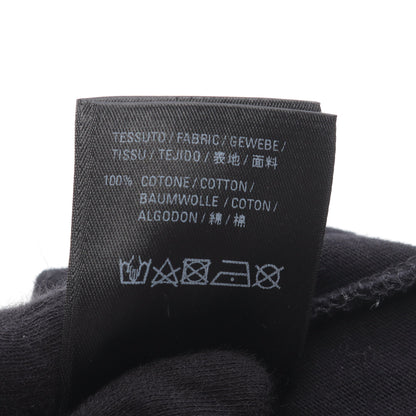 TESSUTO / FABRIC / GEWEBE /
TISSU / TEJIDO / 表地 / 面料
100% COTONE / COTTON /
BAUMWOLLE / COTON /
ALGODON / 綿 / 棉